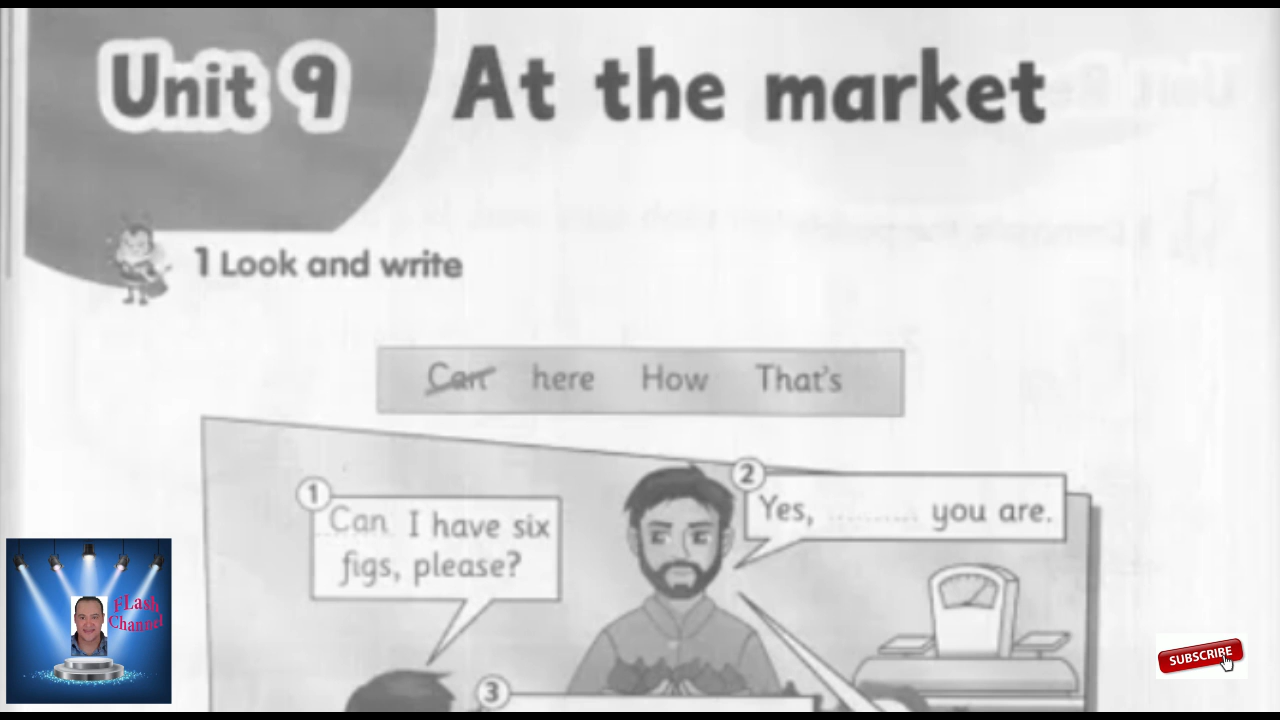 Unit 9 At the market
1 Look and write
Can here How That's
1
Can I have six
figs, please?
2
Yes, .......... you are.
3
FLash
Channel
SUBSCRIBE